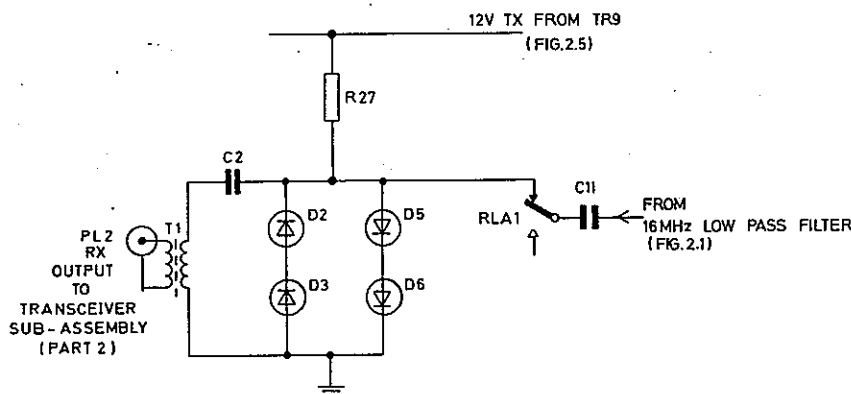 12V TX FROM TR9
(FIG.2.5)
R27
C2
D2
D5
D3
D6
RLA1
C11
FROM
16MHz LOW PASS FILTER
(FIG.2.1)
T1
PL2
RX
OUTPUT
TO
TRANSCEIVER
SUB-ASSEMBLY
(PART 2)